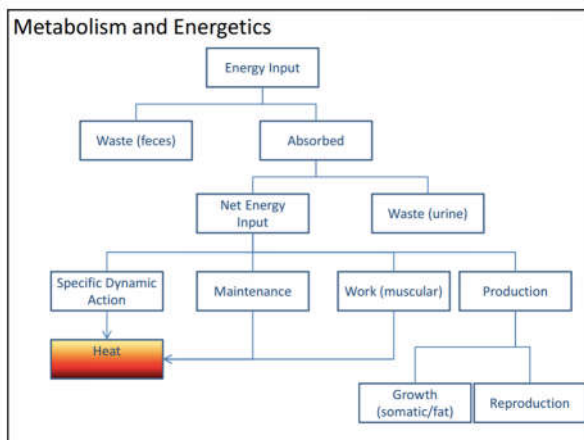 Metabolism and Energetics
Energy Input
Waste (feces)
Absorbed
Net Energy
Input
Waste (urine)
Specific Dynamic
Action
Maintenance
Work (muscular)
Production
Heat
Growth
(somatic/fat)
Reproduction